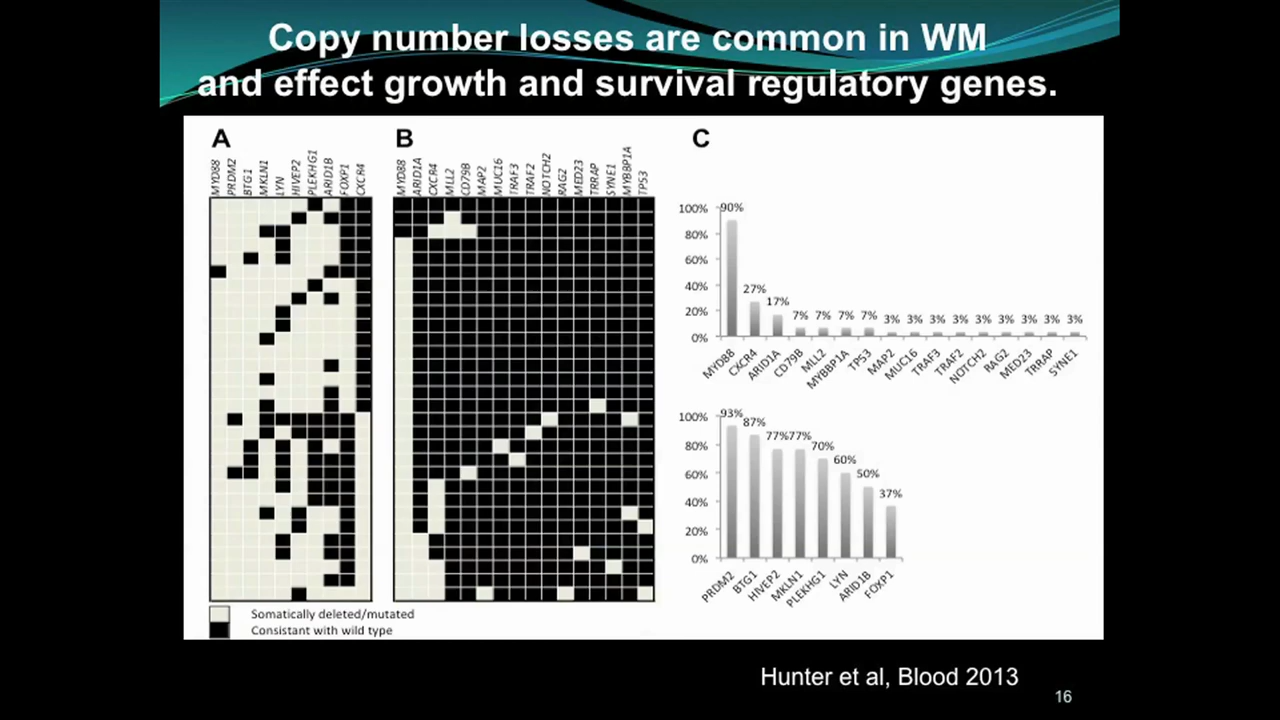 Copy number losses are common in WM
and effect growth and survival regulatory genes.
A
MYD88 PRDM2 BTG1 MKLN1 LYN HIVEP2 PLEKHG1 ARID1B FOXP1 CXCR4
B
MYD88 ARID1A CXCR4 MLL2 CD79B MAP2 MUC16 TRAF3 TRAF2 NOTCH2 RAG2 MED23 TRRAP SYNE1 MYBBP1A TP53
C
100% 80% 60% 40% 20% 0%
90% 27% 17% 7% 7% 7% 7% 3% 3% 3% 3% 3% 3% 3% 3% 3%
MYD88 CXCR4 ARID1A CD79B MLL2 MYBBP1A TP53 MAP2 MUC16 TRAF3 TRAF2 NOTCH2 RAG2 MED23 TRRAP SYNE1
100% 80% 60% 40% 20% 0%
93% 87% 77% 77% 70% 60% 50% 37%
PRDM2 BTG1 HIVEP2 MKLN1 PLEKHG1 LYN ARID1B FOXP1
Somatically deleted/mutated
Consistant with wild type
Hunter et al, Blood 2013
16